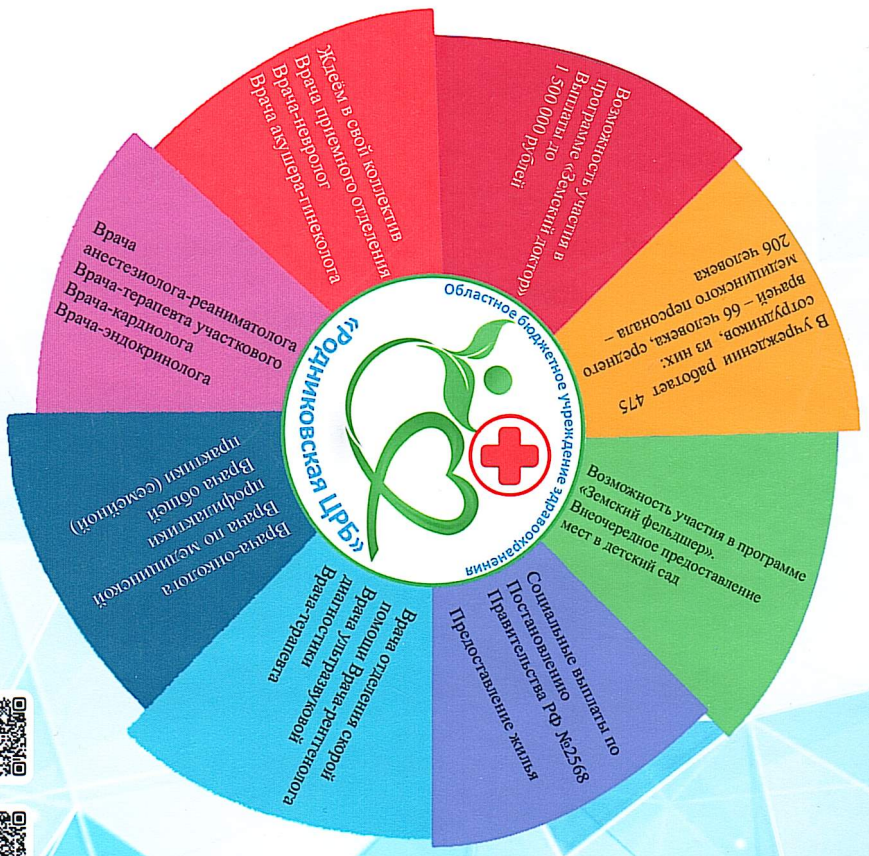 Областное бюджетное учреждение здравоохранения
«Родниковская ЦРБ»
Ждеём в свой коллектив
Врача приемного отделения
Врача-невролог
Врача акушера-гинеколога
Врача
анестезиолога-реаниматолога
Врача-терапевта участкового
Врача-кардиолога
Врача-эндокринолога
Врача-онколога
Врача по медицинской
профилактики
Врача общей
практики (семейной)
Врача отделения скорой
помощи Врача-рентгенолога
Врача ультразвуковой
диагностики
Врача-терапевта
Социальные выплаты по
Постановлению
Правительства РФ №2568
Предоставление жилья
Возможность участия в программе
«Земский фельдшер».
Внеочередное предоставление
мест в детский сад
В учреждении работает 475
сотрудников, из них:
врачей – 66 человека, среднего
медицинского персонала –
206 человека
Возможность участия в
программе «Земский доктор»
Выплаты до
1 500 000 рублей